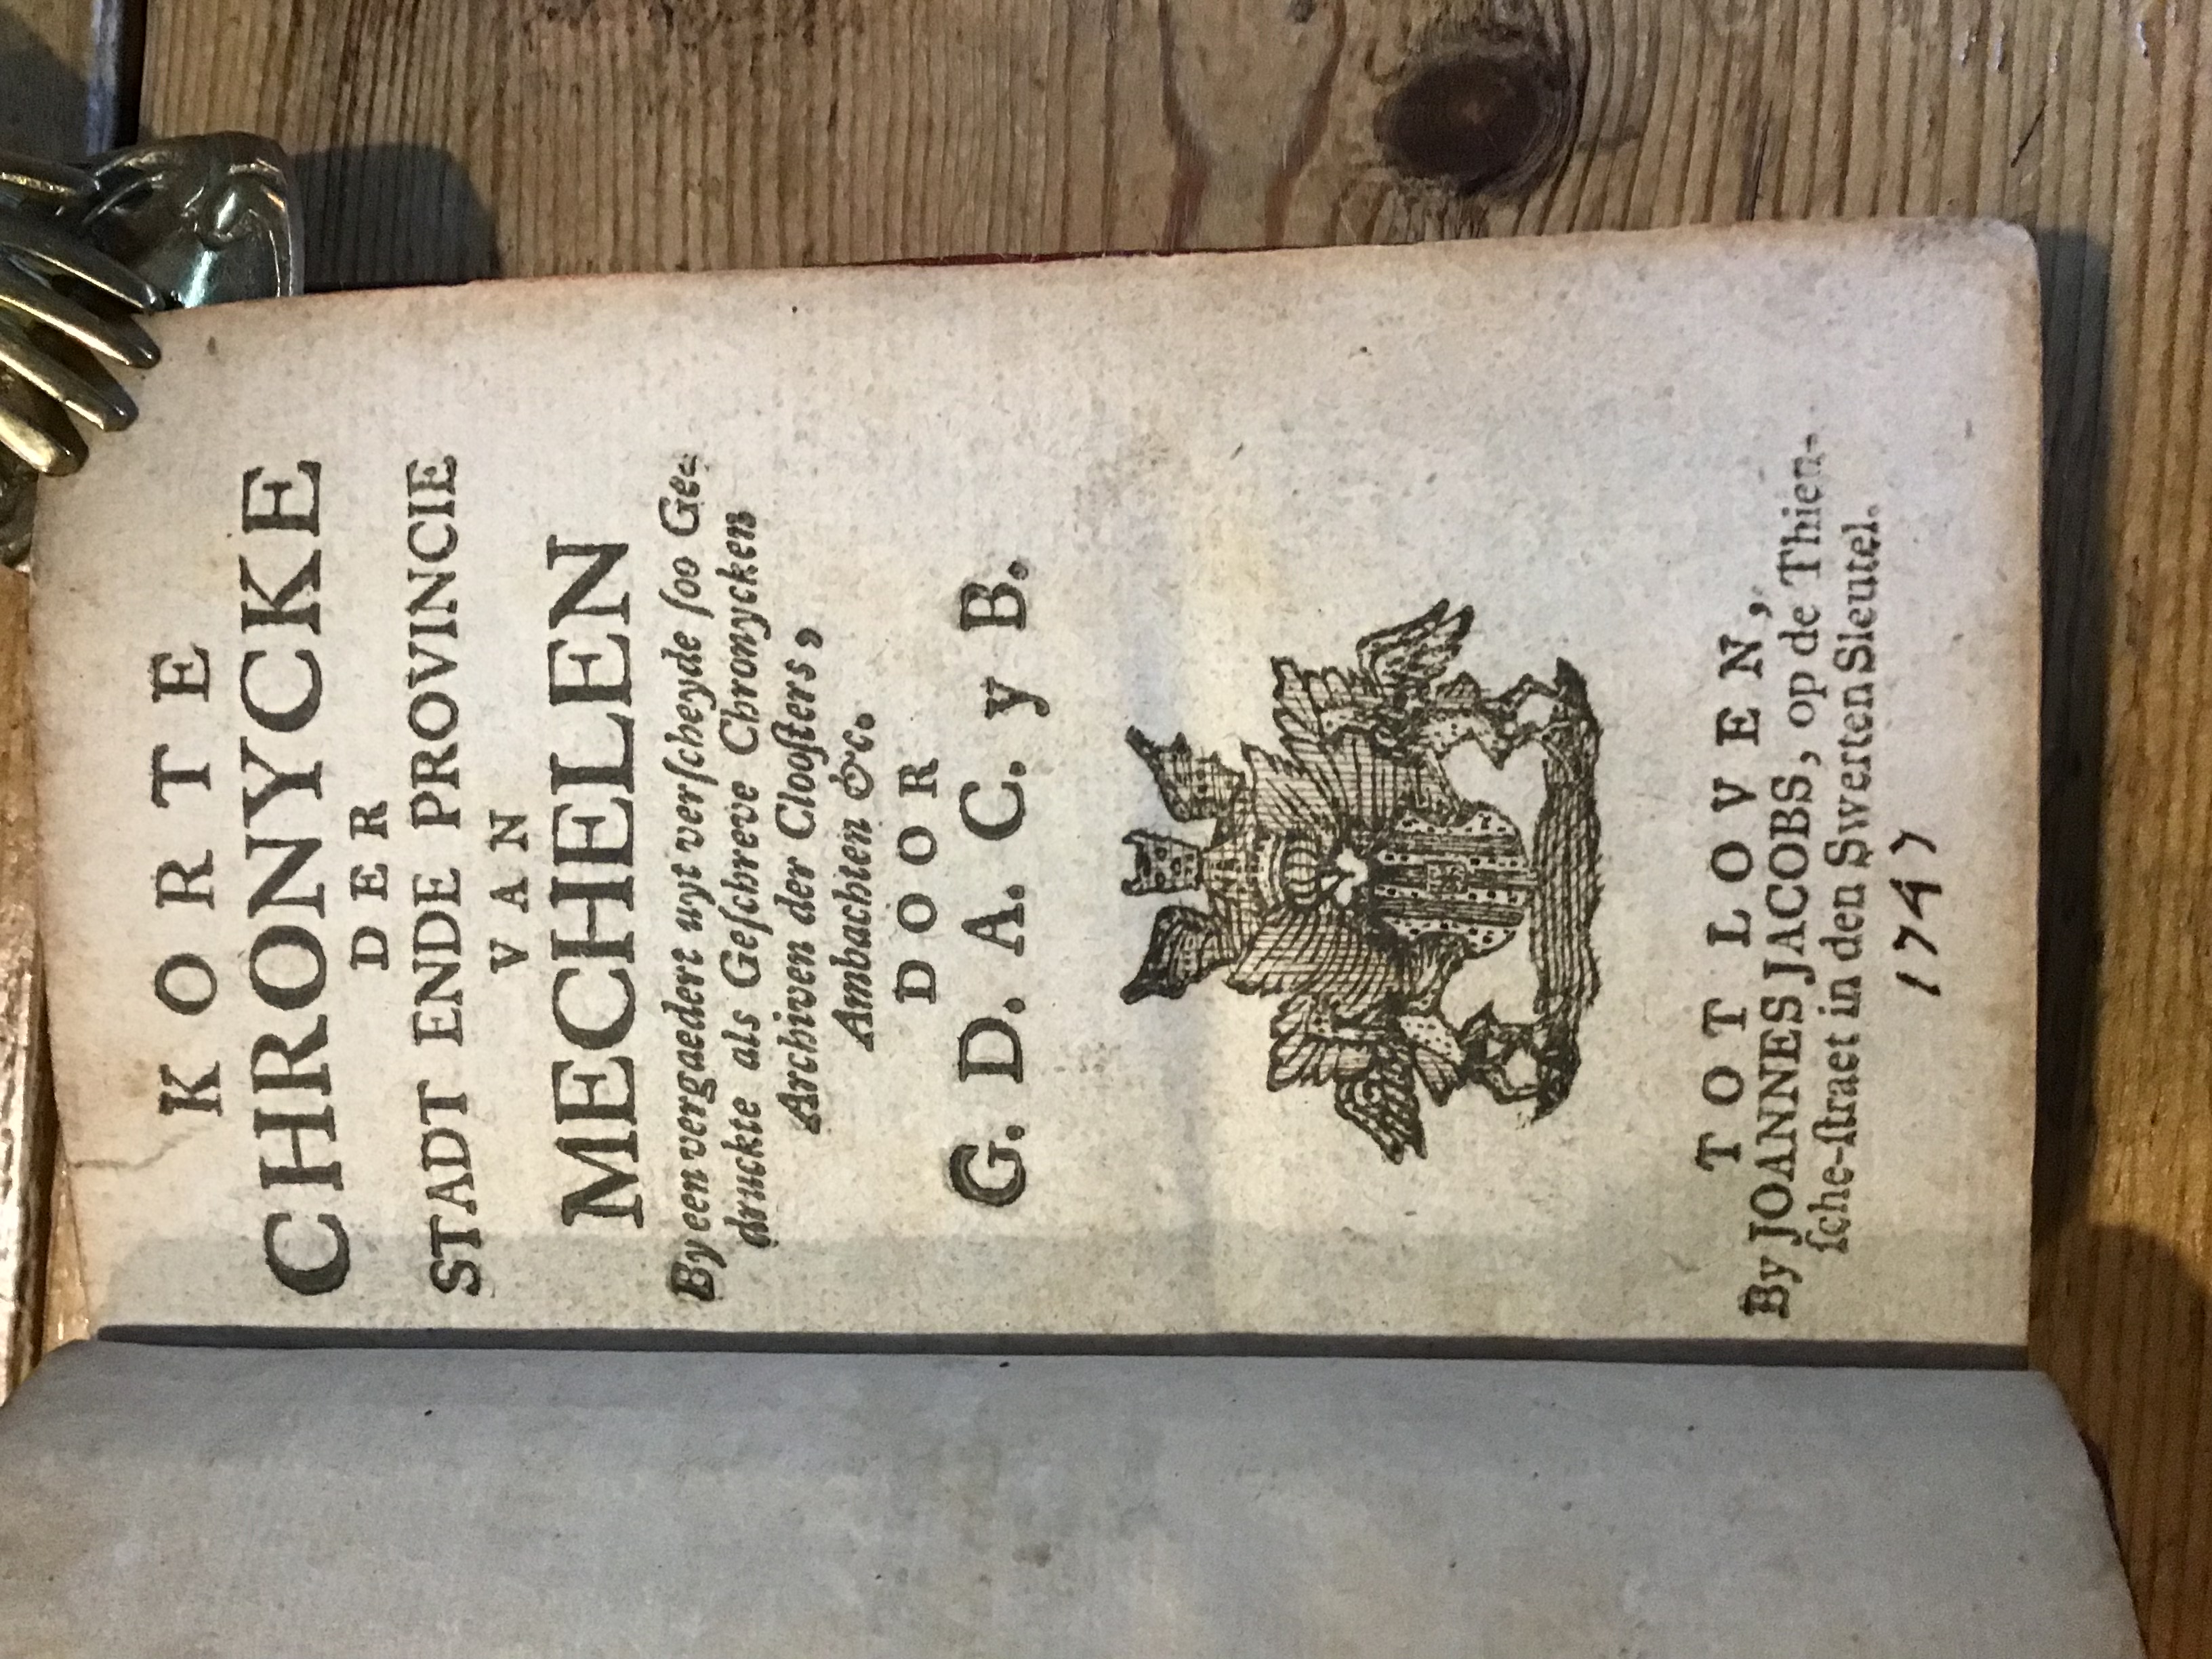 KORTE
CHRONYCKE
DER
STADT ENDE PROVINCIE
VAN
MECHELEN
By een vergaedert uyt verſcheyde ſoo Ge-
druckte als Geſchreve Chronycken
Archiven der Clooſters,
Ambachten &c.
DOOR
G. D. A. C. y B.
TOT LOVEN,
By JOANNES JACOBS, op de Thien-
ſche-ſtraet in den Swerten Sleutel.
1747